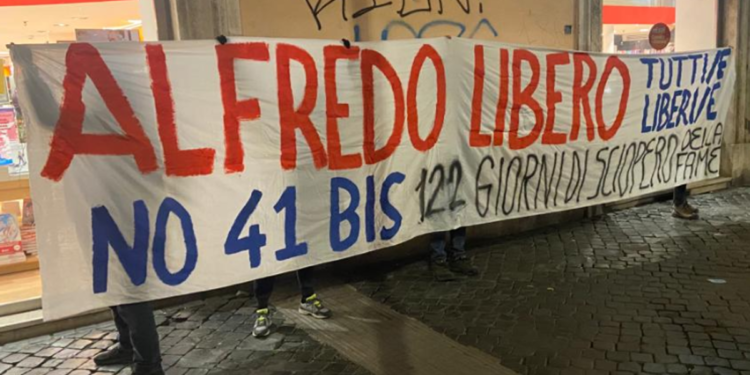 ALFREDO LIBERO TUTTI/E
LIBERI/E
NO 41 BIS 122 GIORNI DI SCIOPERO DELLA
FAME